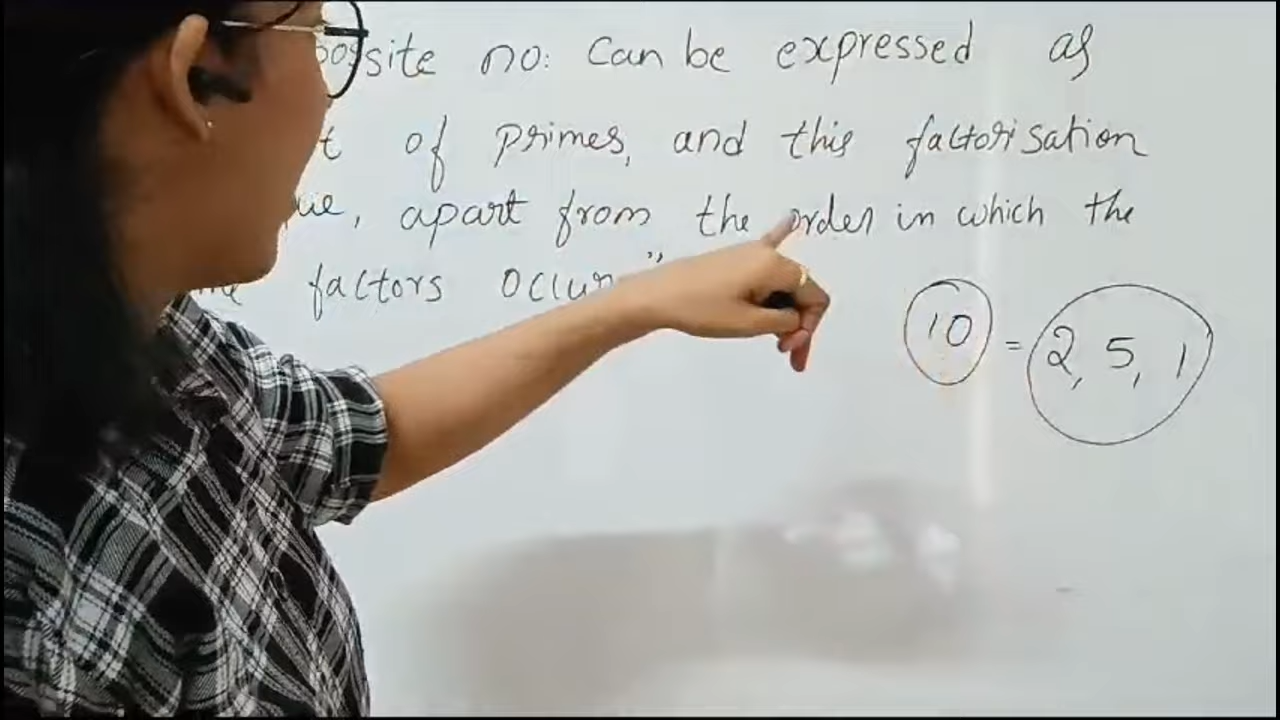 no: Can be expressed as
of primes, and this factorisation
, apart from the order in which the
factors occur"
10 = 2, 5, 1